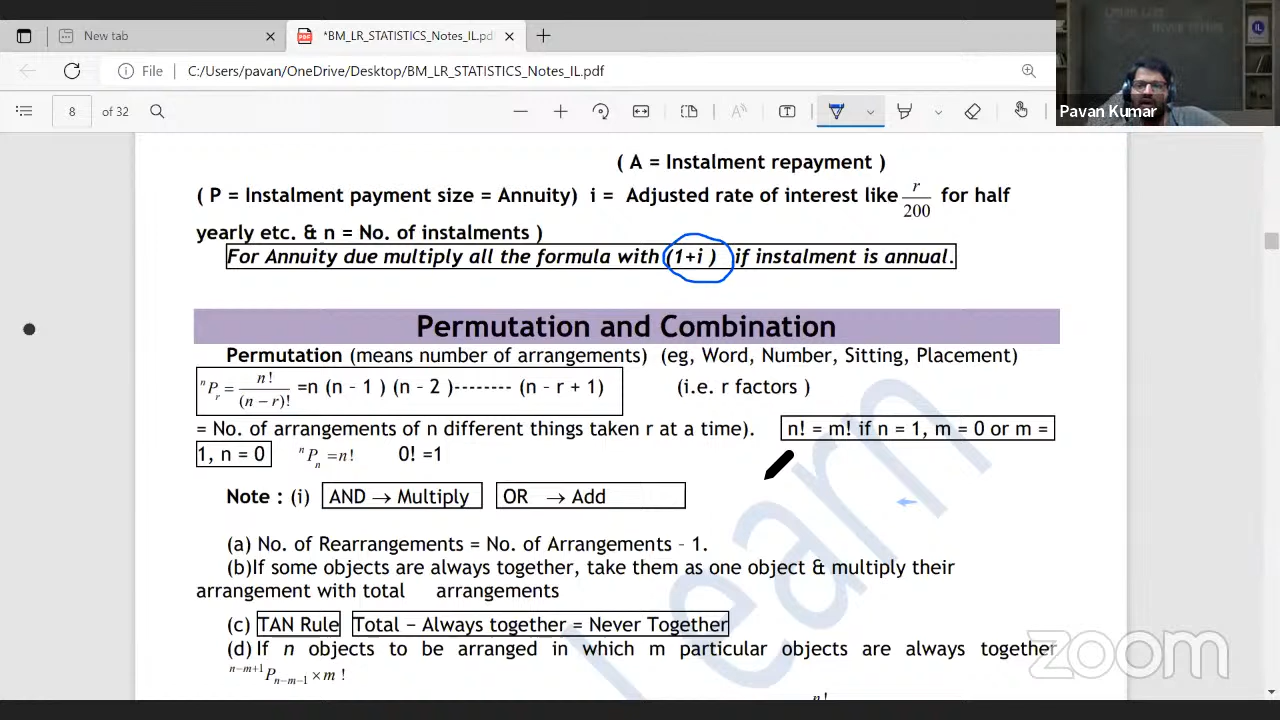 New tab
*BM_LR_STATISTICS_Notes_IL.pdf
File C:/Users/pavan/OneDrive/Desktop/BM_LR_STATISTICS_Notes_IL.pdf
8 of 32
Pavan Kumar
( A = Instalment repayment )
( P = Instalment payment size = Annuity) i = Adjusted rate of interest like r/200 for half
yearly etc. & n = No. of instalments )
For Annuity due multiply all the formula with (1+i ) if instalment is annual.
Permutation and Combination
Permutation (means number of arrangements) (eg, Word, Number, Sitting, Placement)
ⁿPᵣ = n!/(n − r)! =n (n – 1 ) (n – 2 )-------- (n – r + 1) (i.e. r factors )
= No. of arrangements of n different things taken r at a time). n! = m! if n = 1, m = 0 or m =
1, n = 0 ⁿPₙ = n! 0! =1
Note : (i) AND → Multiply OR → Add
(a) No. of Rearrangements = No. of Arrangements – 1.
(b)If some objects are always together, take them as one object & multiply their
arrangement with total arrangements
(c) TAN Rule Total − Always together = Never Together
(d) If n objects to be arranged in which m particular objects are always together
ⁿ⁻ᵐ⁺¹Pₙ₋ₘ₋₁ × m !
n!
Learn
zoom